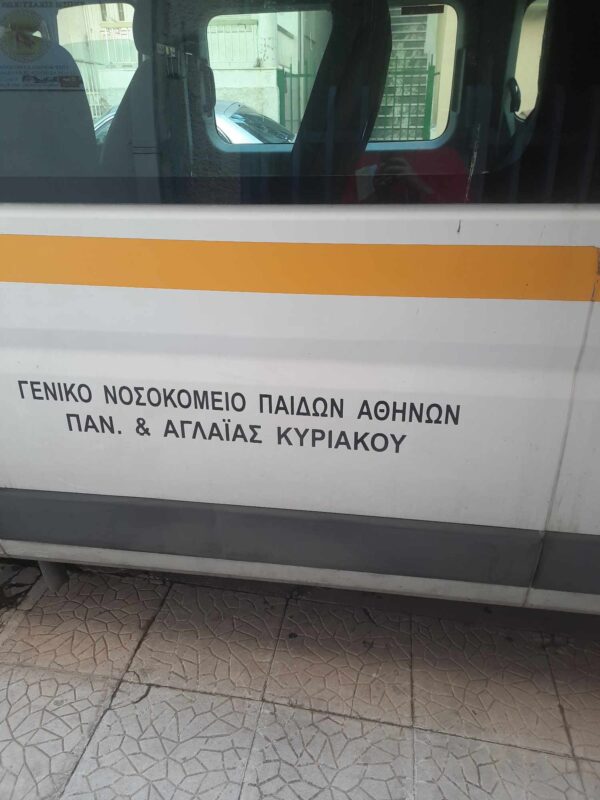 ΓΕΝΙΚΟ ΝΟΣΟΚΟΜΕΙΟ ΠΑΙΔΩΝ ΑΘΗΝΩΝ
ΠΑΝ. & ΑΓΛΑΪΑΣ ΚΥΡΙΑΚΟΥ